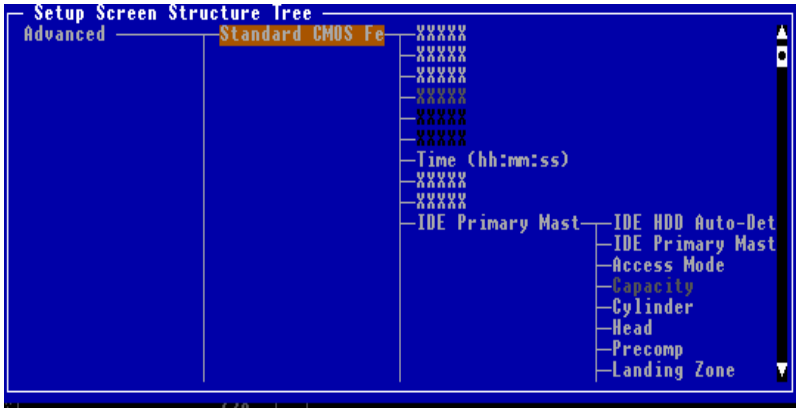 Setup Screen Structure Tree
Advanced Standard CMOS Fe XXXXX
XXXXX
XXXXX
XXXXX
XXXXX
XXXXX
Time (hh:mm:ss)
XXXXX
XXXXX
IDE Primary Mast IDE HDD Auto-Det
IDE Primary Mast
Access Mode
Capacity
Cylinder
Head
Precomp
Landing Zone